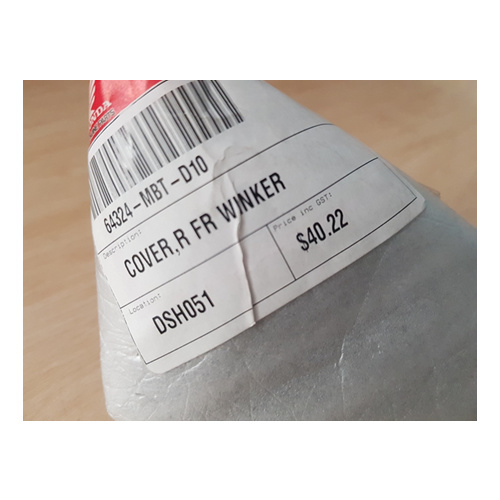 64324-MBT-D10
Description:
COVER,R FR WINKER
Price inc GST:
$40.22
Location:
DSH051